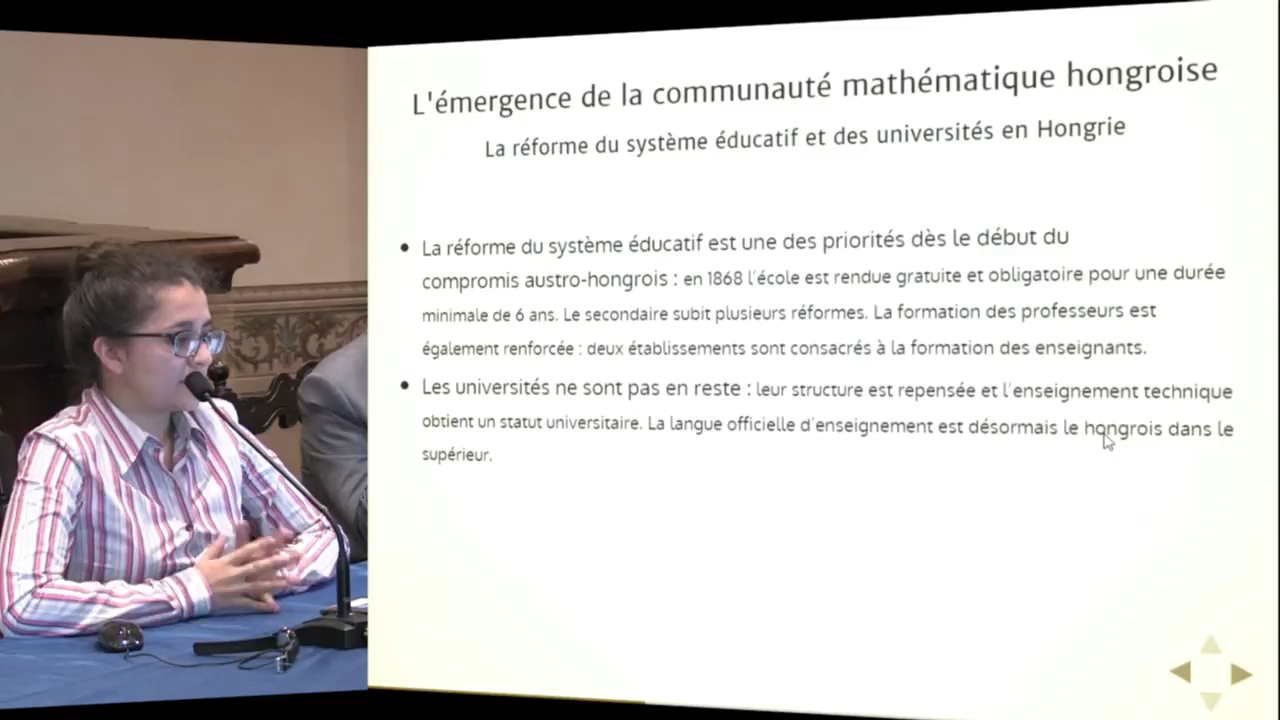 L'émergence de la communauté mathématique hongroise
La réforme du système éducatif et des universités en Hongrie
• La réforme du système éducatif est une des priorités dès le début du
compromis austro-hongrois : en 1868 l'école est rendue gratuite et obligatoire pour une durée
minimale de 6 ans. Le secondaire subit plusieurs réformes. La formation des professeurs est
également renforcée : deux établissements sont consacrés à la formation des enseignants.
• Les universités ne sont pas en reste : leur structure est repensée et l'enseignement technique
obtient un statut universitaire. La langue officielle d'enseignement est désormais le hongrois dans le
supérieur.